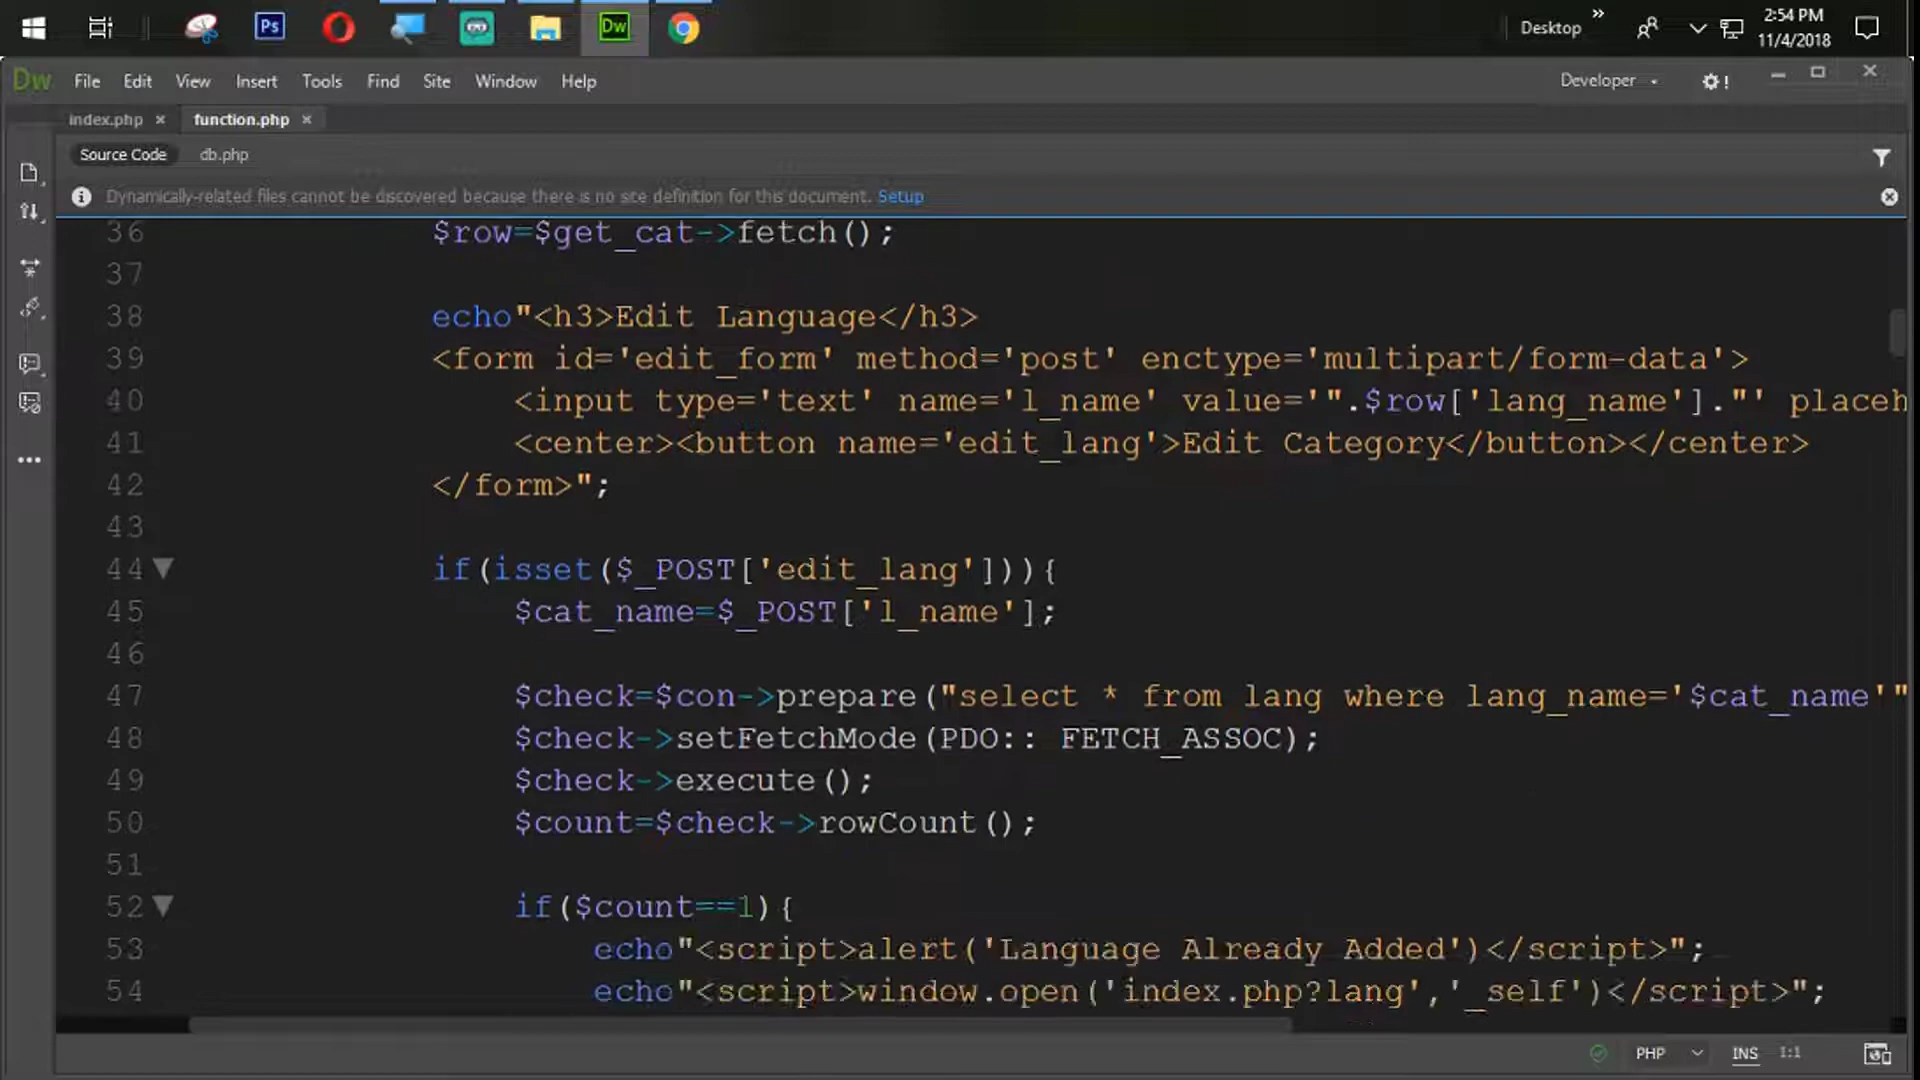 Ps
Dw
Desktop
»
2:54 PM
11/4/2018
Dw File Edit View Insert Tools Find Site Window Help
Developer
!
index.php × function.php ×
Source Code db.php
Dynamically-related files cannot be discovered because there is no site definition for this document. Setup
36 $row=$get_cat->fetch();
37
38 echo"<h3>Edit Language</h3>
39 <form id='edit_form' method='post' enctype='multipart/form-data'>
40 <input type='text' name='l_name' value='".$row['lang_name']."' placeh
41 <center><button name='edit_lang'>Edit Category</button></center>
42 </form>";
43
44 if(isset($_POST['edit_lang'])){
45 $cat_name=$_POST['l_name'];
46
47 $check=$con->prepare("select * from lang where lang_name='$cat_name'"
48 $check->setFetchMode(PDO:: FETCH_ASSOC);
49 $check->execute();
50 $count=$check->rowCount();
51
52 if($count==1){
53 echo"<script>alert('Language Already Added')</script>";
54 echo"<script>window.open('index.php?lang','_self')</script>";
PHP INS 1:1